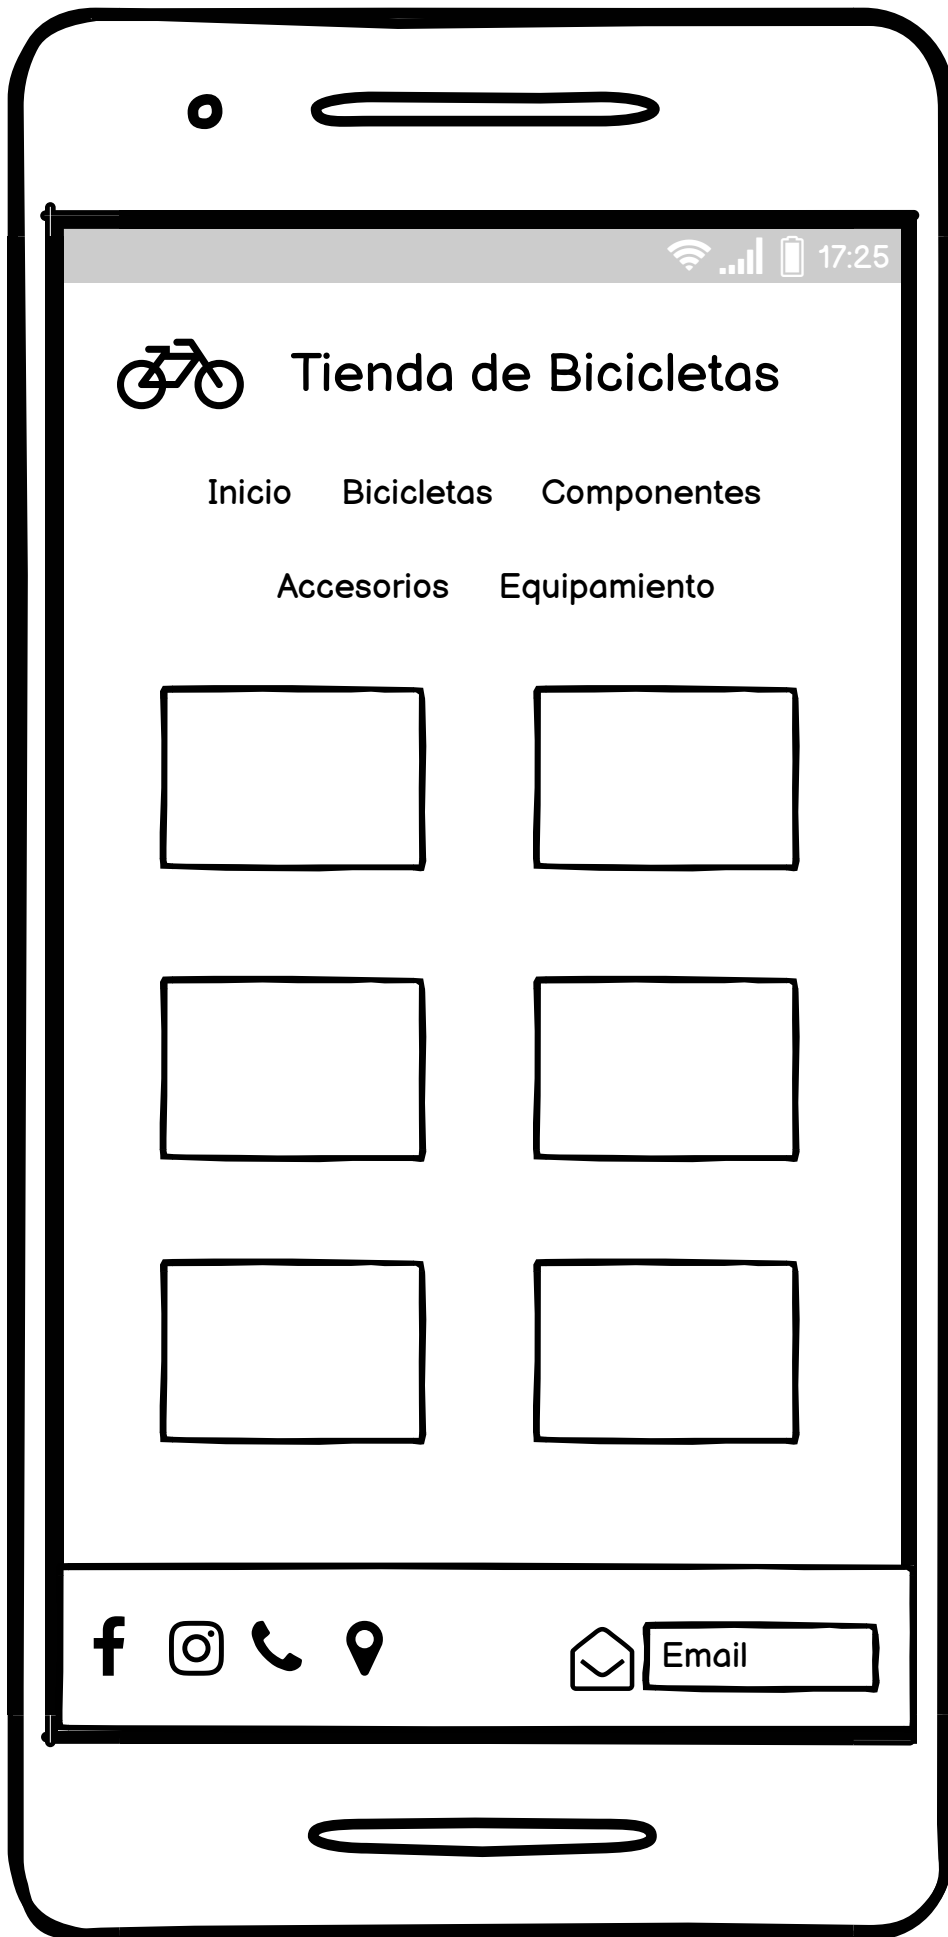 17:25
Tienda de Bicicletas
Inicio Bicicletas Componentes
Accesorios Equipamiento
Email